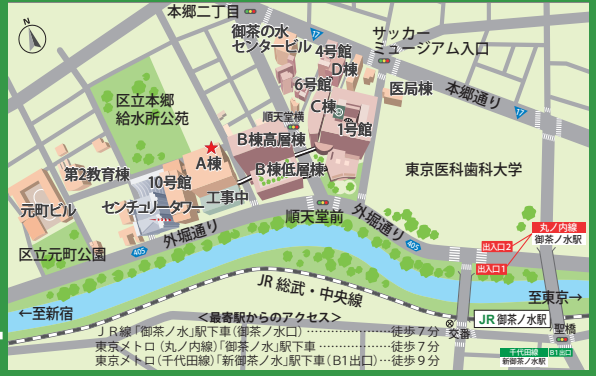 本郷二丁目
N
御茶の水
センタービル
17
4号館
サッカー
ミュージアム入口
D棟
6号館
医局棟
本郷通り
17
C棟
区立本郷
給水所公苑
順天堂横
1号館
B棟高層棟
A棟
B棟低層棟
東京医科歯科大学
第2教育棟
10号館
工事中
センチュリータワー
元町ビル
順天堂前
外堀通り
405
外堀通り
405
丸ノ内線
御茶ノ水駅
出入口2
出入口1
区立元町公園
JR 総武・中央線
至東京→
←至新宿
<最寄駅からのアクセス>
JR御茶ノ水駅
交番
聖橋
JR線「御茶ノ水」駅下車(御茶ノ水口)……………………徒歩7分
東京メトロ(丸ノ内線)「御茶ノ水」駅下車…………………徒歩7分
東京メトロ(千代田線)「新御茶ノ水」駅下車(B1出口)…徒歩9分
千代田線
新御茶ノ水駅
B1出口